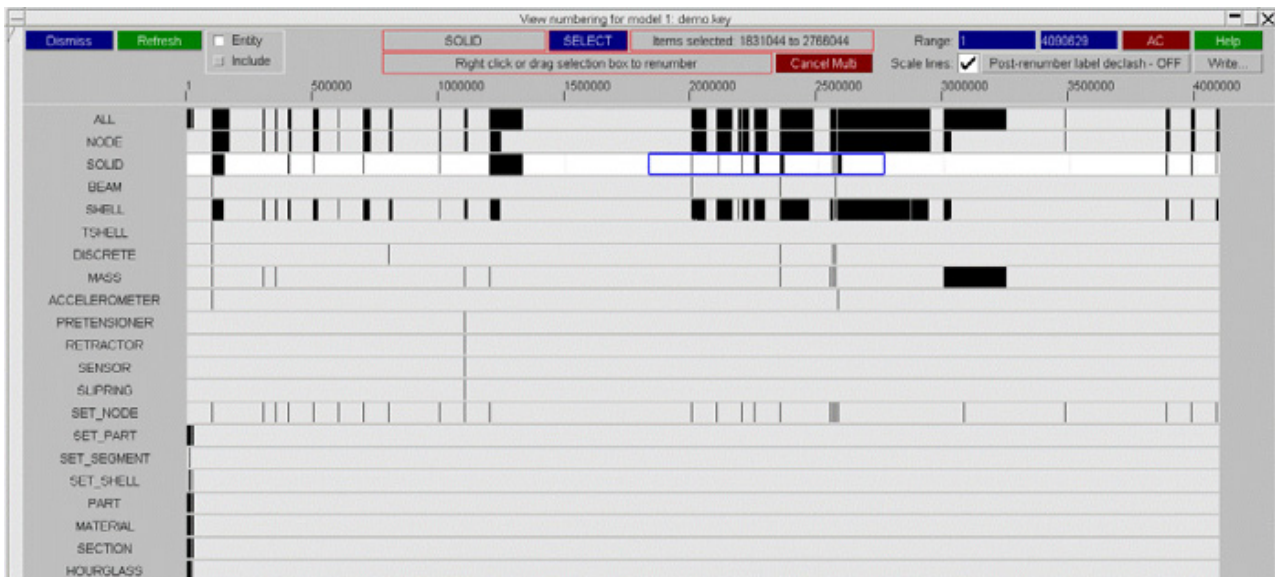 View numbering for model 1: demo.key
Dismiss Refresh Entity SOLID SELECT Items selected: 1831044 to 2766044 Range: 1 4090629 AC Help
Include Right click or drag selection box to renumber Cancel Multi Scale lines: Post-renumber label declash - OFF Write...
1 500000 1000000 1500000 2000000 2500000 3000000 3500000 4000000
ALL
NODE
SOLID
BEAM
SHELL
TSHELL
DISCRETE
MASS
ACCELEROMETER
PRETENSIONER
RETRACTOR
SENSOR
SLIPRING
SET_NODE
SET_PART
SET_SEGMENT
SET_SHELL
PART
MATERIAL
SECTION
HOURGLASS